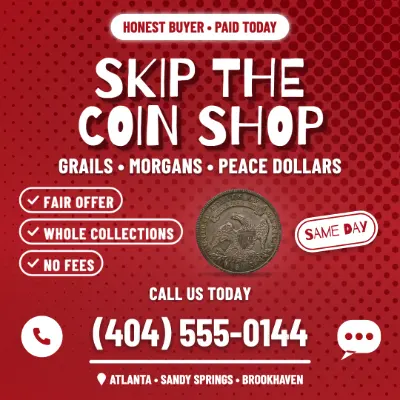 HONEST BUYER • PAID TODAY
SKIP THE
COIN SHOP
GRAILS • MORGANS • PEACE DOLLARS
FAIR OFFER
WHOLE COLLECTIONS
NO FEES
SAME DAY
CALL US TODAY
(404) 555-0144
ATLANTA • SANDY SPRINGS • BROOKHAVEN